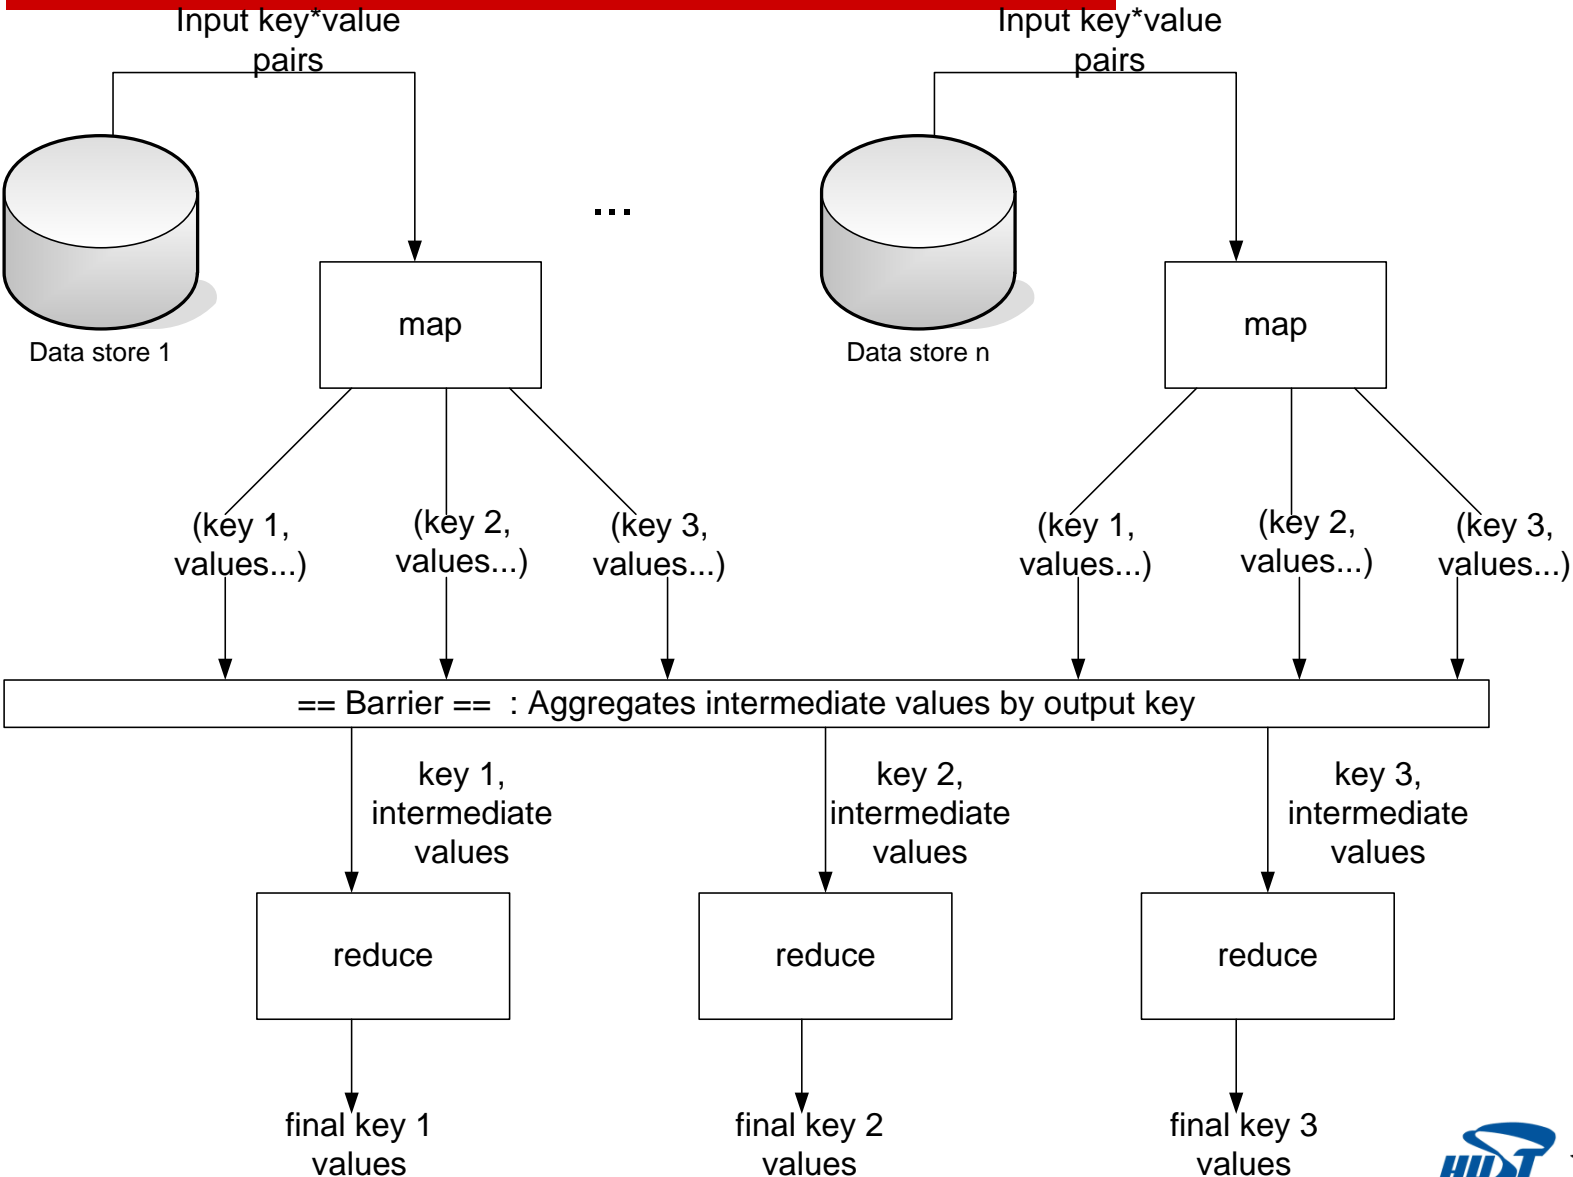 Input key*value
pairs
Input key*value
pairs
...
Data store 1
map
Data store n
map
(key 1,
values...)
(key 2,
values...)
(key 3,
values...)
(key 1,
values...)
(key 2,
values...)
(key 3,
values...)
== Barrier == : Aggregates intermediate values by output key
key 1,
intermediate
values
key 2,
intermediate
values
key 3,
intermediate
values
reduce
reduce
reduce
final key 1
values
final key 2
values
final key 3
values
HUST